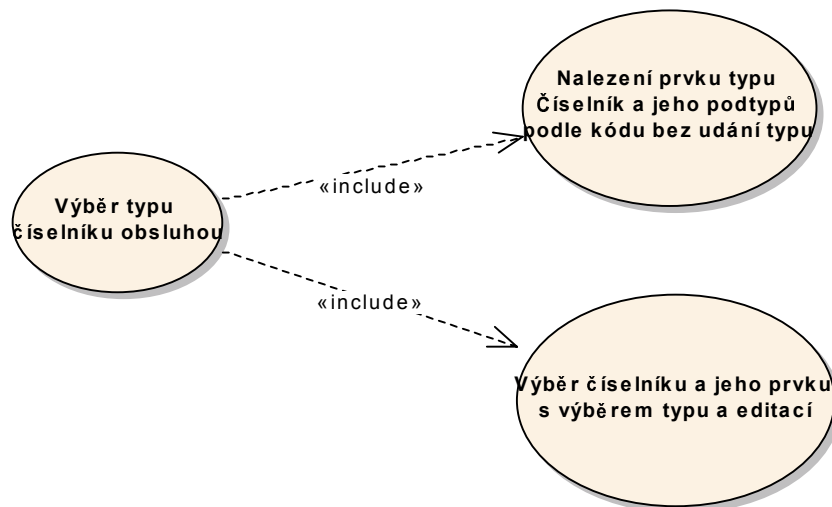 Nalezení prvku typu
Číselník a jeho podtypů
podle kódu bez udání typu
«include»
Výběr typu
číselníku obsluhou
«include»
Výběr číselníku a jeho prvku
s výběrem typu a editací